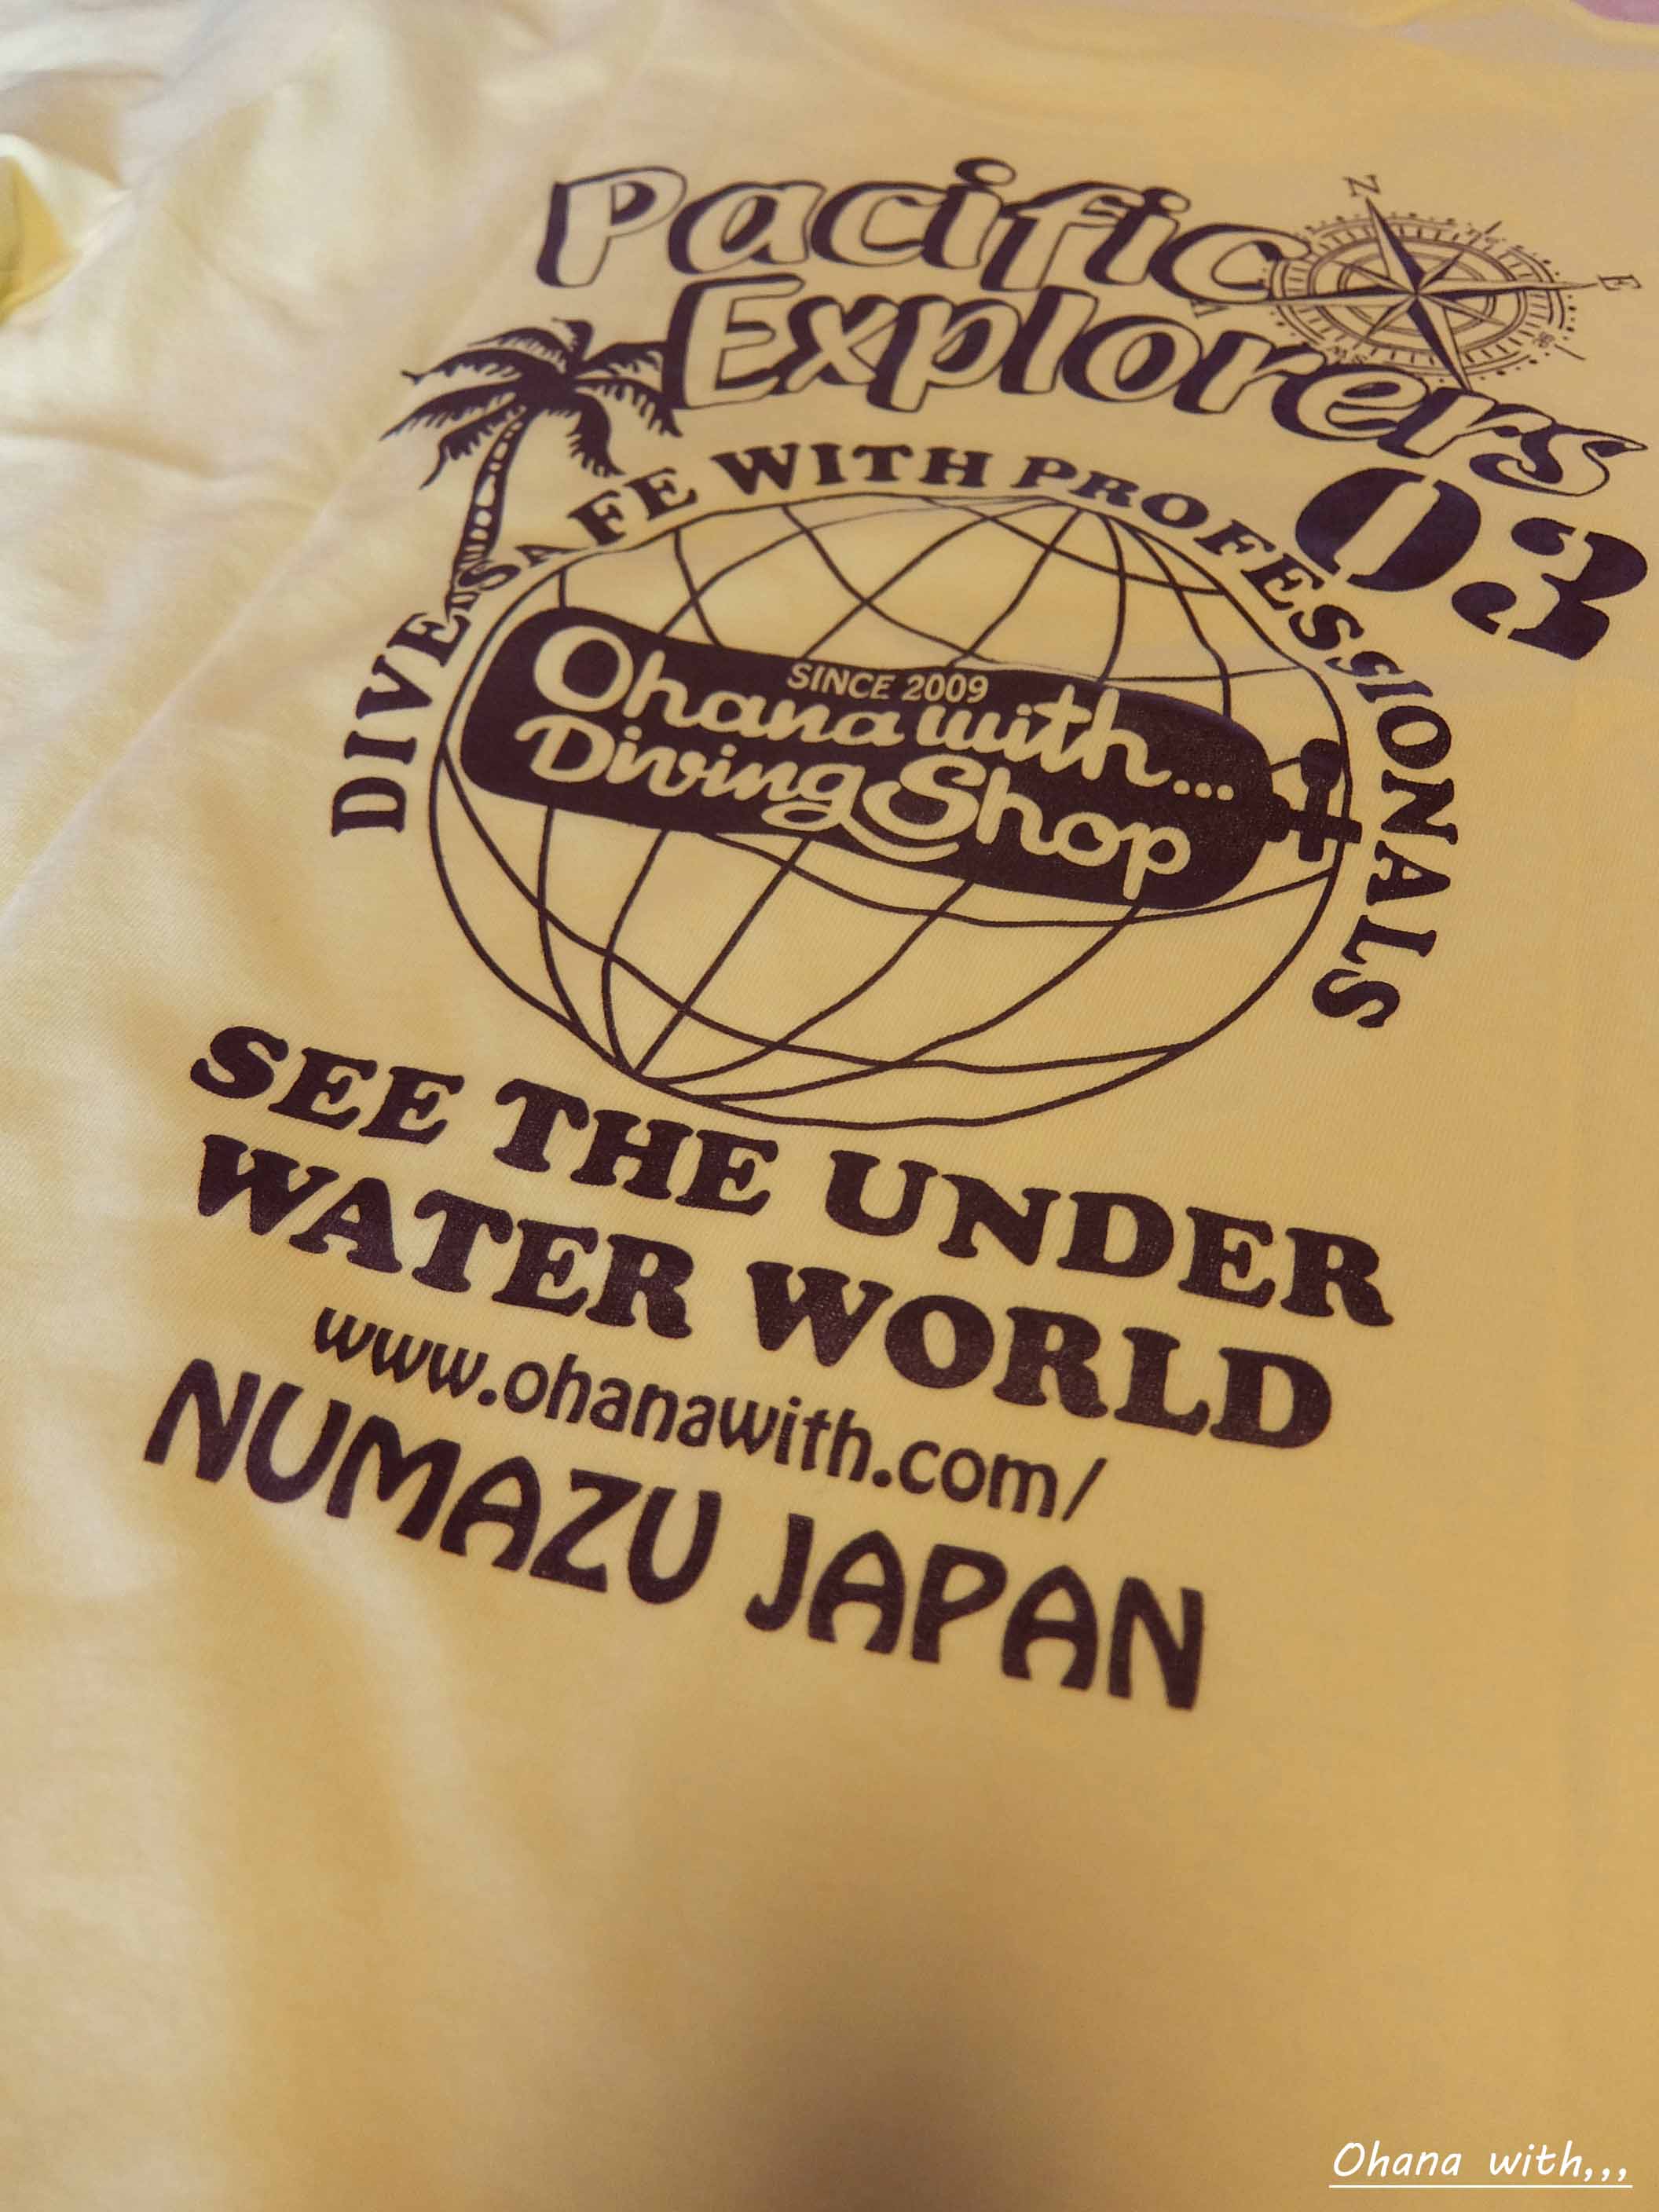 Pacific
Explorers
03
N
E
DIVE SAFE WITH PROFESSIONALS
SINCE 2009
Ohana with...
Diving Shop
SEE THE UNDER
WATER WORLD
www.ohanawith.com/
NUMAZU JAPAN
Ohana with,,,